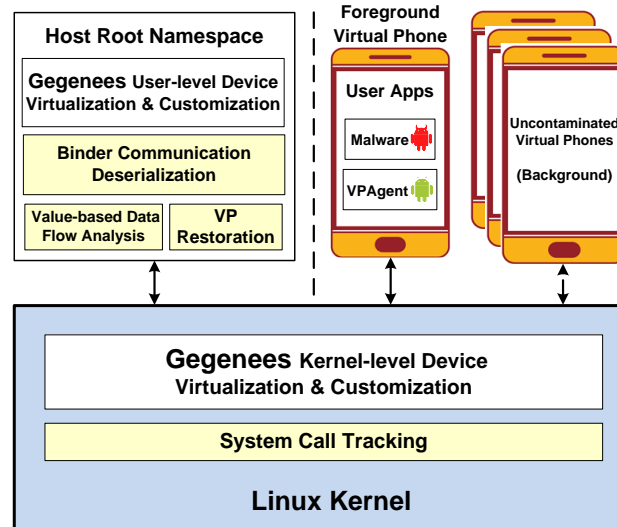 Host Root Namespace
Gegenees User-level Device
Virtualization & Customization
Binder Communication
Deserialization
Value-based Data
Flow Analysis
VP
Restoration
Foreground
Virtual Phone
User Apps
Malware
VPAgent
Uncontaminated
Virtual Phones
(Background)
Gegenees Kernel-level Device
Virtualization & Customization
System Call Tracking
Linux Kernel